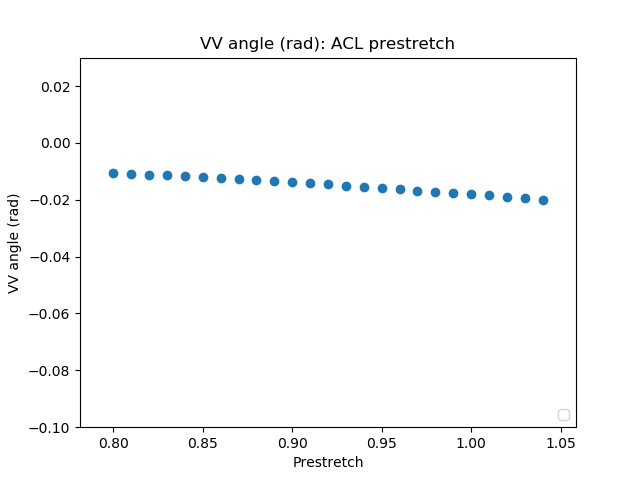 VV angle (rad): ACL prestretch
0.02
0.00
−0.02
−0.04
−0.06
−0.08
−0.10
VV angle (rad)
0.80 0.85 0.90 0.95 1.00 1.05
Prestretch